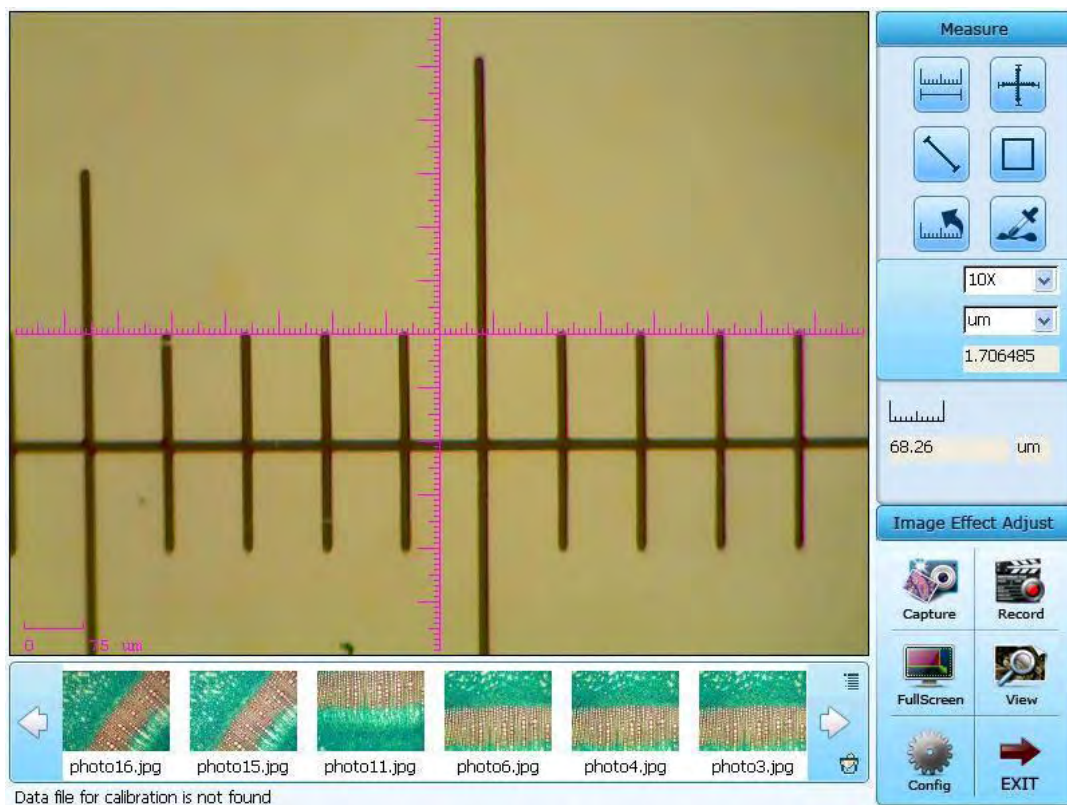 Measure
10X
um
1.706485
68.26 um
0 75 um
Image Effect Adjust
Capture Record
FullScreen View
Config EXIT
photo16.jpg photo15.jpg photo11.jpg photo6.jpg photo4.jpg photo3.jpg
Data file for calibration is not found